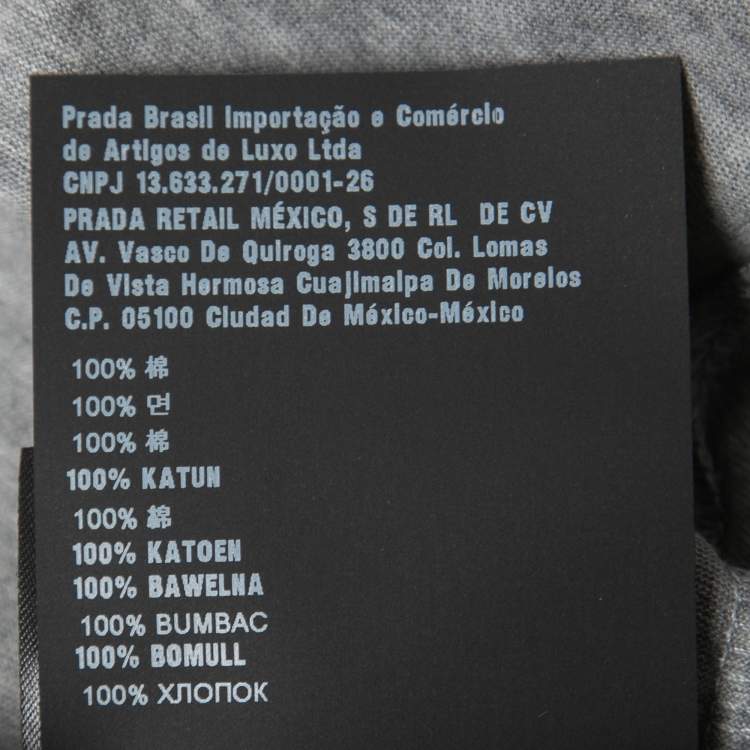 Prada Brasil Importação e Comércio
de Artigos de Luxo Ltda
CNPJ 13.633.271/0001-26
PRADA RETAIL MÉXICO, S DE RL DE CV
AV. Vasco De Quiroga 3800 Col. Lomas
De Vista Hermosa Cuajimalpa De Morelos
C.P. 05100 Ciudad De México-México
100% 棉
100% 면
100% 棉
100% KATUN
100% 綿
100% KATOEN
100% BAWEŁNA
100% BUMBAC
100% BOMULL
100% ХЛОПОК